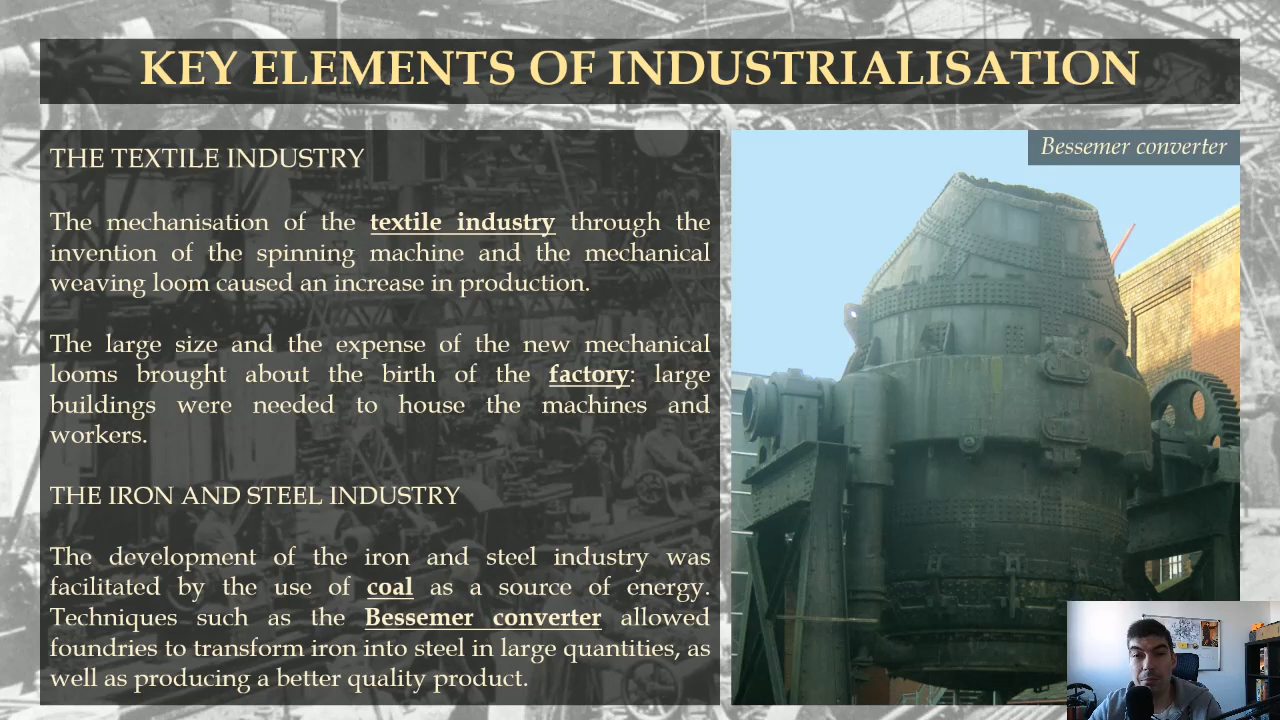 KEY ELEMENTS OF INDUSTRIALISATION
THE TEXTILE INDUSTRY
The mechanisation of the textile industry through the
invention of the spinning machine and the mechanical
weaving loom caused an increase in production.
The large size and the expense of the new mechanical
looms brought about the birth of the factory: large
buildings were needed to house the machines and
workers.
THE IRON AND STEEL INDUSTRY
The development of the iron and steel industry was
facilitated by the use of coal as a source of energy.
Techniques such as the Bessemer converter allowed
foundries to transform iron into steel in large quantities, as
well as producing a better quality product.
Bessemer converter